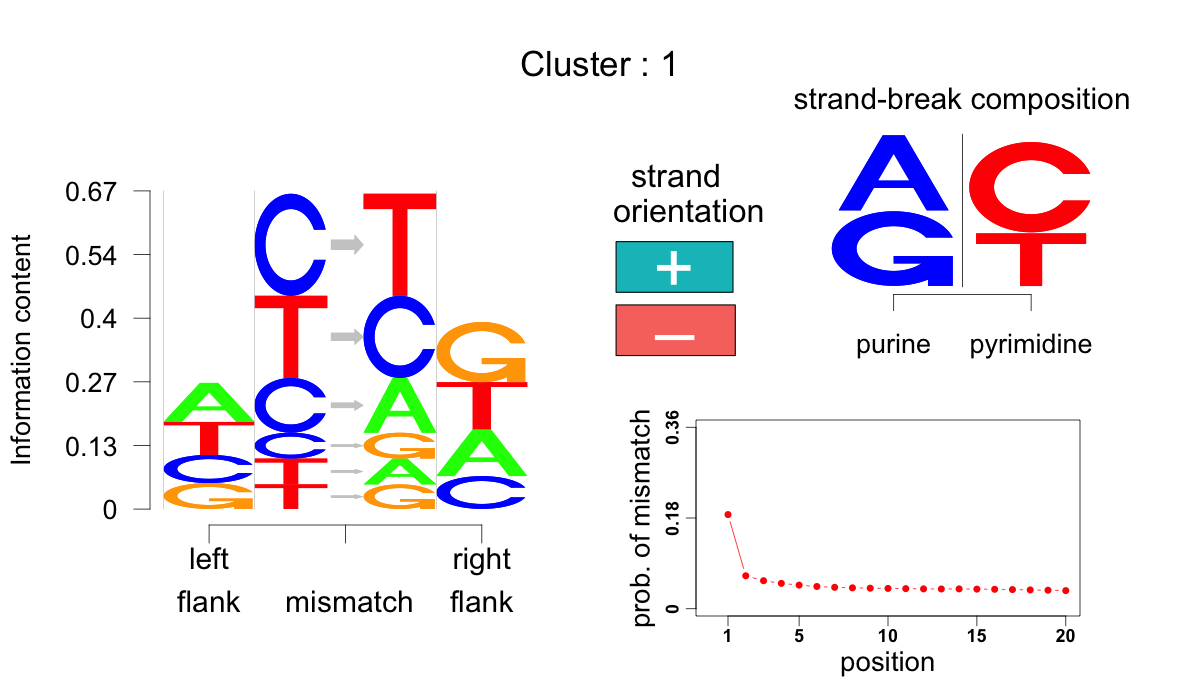 Cluster : 1
strand-break composition
A
G
C
T
purine
pyrimidine
strand
orientation
+
−
Information content
0.67
0.54
0.4
0.27
0.13
0
A
T
C
G
C T
T C
C A
C G
T A
T G
G
T
A
C
left
flank
mismatch
right
flank
prob. of mismatch
0.36
0.18
0
1 5 10 15 20
position